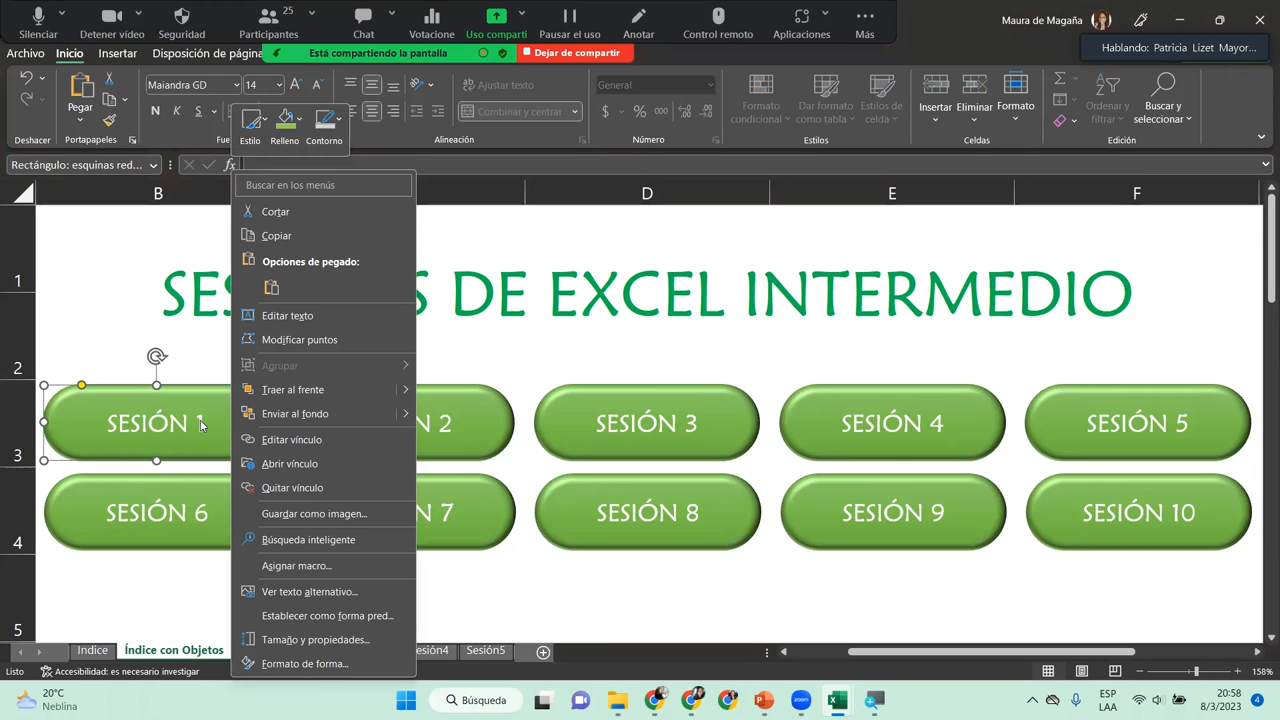 Silenciar
Detener video
Seguridad
25
Participantes
Chat
Votacione
Uso comparti
Pausar el uso
Anotar
Control remoto
Aplicaciones
Más
Maura de Magaña
Hablando: Patricia Lizet Mayor...
Archivo Inicio Insertar Disposición de página
Está compartiendo la pantalla
Dejar de compartir
Pegar
Maiandra GD
14
N K S
Ajustar texto
Combinar y centrar
General
$ % 000
Formato condicional
Dar formato como tabla
Estilos de celda
Insertar
Eliminar
Formato
Ordenar y filtrar
Buscar y seleccionar
Deshacer
Portapapeles
Fue
Alineación
Número
Estilos
Celdas
Edición
Estilo
Relleno
Contorno
Rectángulo: esquinas red...
fx
B D E F
1
2
3
4
5
SES
S DE EXCEL INTERMEDIO
SESIÓN 1
N 2
SESIÓN 3
SESIÓN 4
SESIÓN 5
SESIÓN 6
N 7
SESIÓN 8
SESIÓN 9
SESIÓN 10
Buscar en los menús
Cortar
Copiar
Opciones de pegado:
Editar texto
Modificar puntos
Agrupar
Traer al frente
Enviar al fondo
Editar vínculo
Abrir vínculo
Quitar vínculo
Guardar como imagen...
Búsqueda inteligente
Asignar macro...
Ver texto alternativo...
Establecer como forma pred...
Tamaño y propiedades...
Formato de forma...
Indice
Índice con Objetos
esión4
Sesión5
Listo
Accesibilidad: es necesario investigar
158%
20°C
Neblina
Búsqueda
zoom
ESP
LAA
20:58
8/3/2023
4